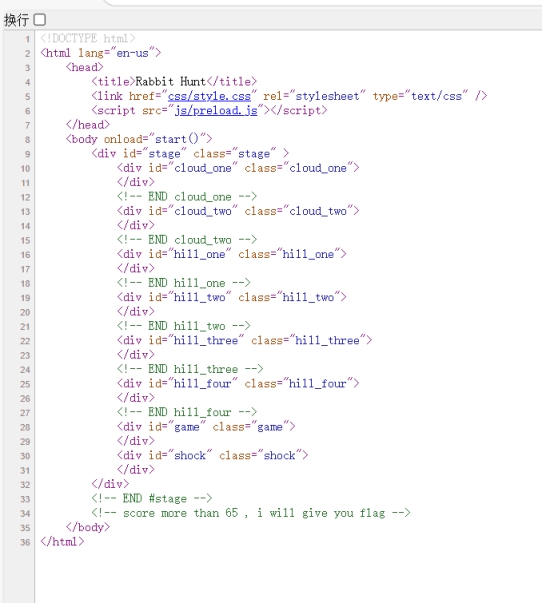 换行
1 <!DOCTYPE html>
2 <html lang="en-us">
3 <head>
4 <title>Rabbit Hunt</title>
5 <link href="css/style.css" rel="stylesheet" type="text/css" />
6 <script src="js/preload.js"></script>
7 </head>
8 <body onload="start()">
9 <div id="stage" class="stage" >
10 <div id="cloud_one" class="cloud_one">
11 </div>
12 <!-- END cloud_one -->
13 <div id="cloud_two" class="cloud_two">
14 </div>
15 <!-- END cloud_two -->
16 <div id="hill_one" class="hill_one">
17 </div>
18 <!-- END hill_one -->
19 <div id="hill_two" class="hill_two">
20 </div>
21 <!-- END hill_two -->
22 <div id="hill_three" class="hill_three">
23 </div>
24 <!-- END hill_three -->
25 <div id="hill_four" class="hill_four">
26 </div>
27 <!-- END hill_four -->
28 <div id="game" class="game">
29 </div>
30 <div id="shock" class="shock">
31 </div>
32 </div>
33 <!-- END #stage -->
34 <!-- score more than 65 , i will give you flag -->
35 </body>
36 </html>